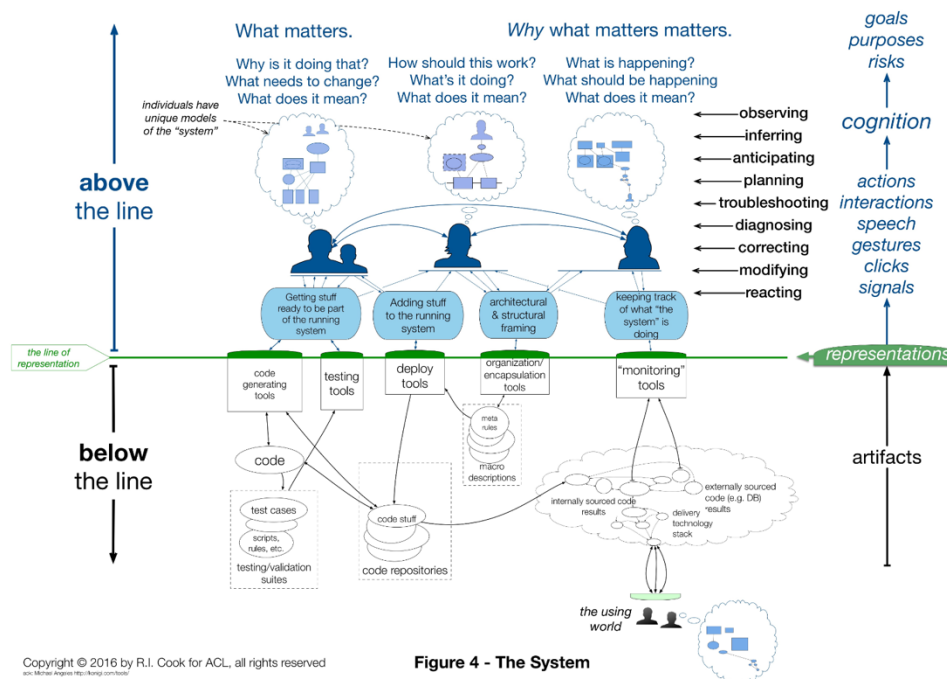 What matters.
Why what matters matters.
goals
purposes
risks
Why is it doing that?
What needs to change?
What does it mean?
How should this work?
What's it doing?
What does it mean?
What is happening?
What should be happening
What does it mean?
individuals have
unique models
of the "system"
observing
inferring
anticipating
planning
troubleshooting
diagnosing
correcting
modifying
reacting
cognition
actions
interactions
speech
gestures
clicks
signals
above
the line
Getting stuff
ready to be part
of the running
system
Adding stuff
to the running
system
architectural
& structural
framing
keeping track
of what "the
system" is
doing
the line of
representation
representations
code
generating
tools
testing tools
deploy
tools
organization/
encapsulation
tools
"monitoring"
tools
below
the line
artifacts
meta
rules
macro
descriptions
code
test cases
scripts,
rules, etc.
testing/validation
suites
code stuff
code repositories
internally sourced code
results
externally sourced
code (e.g. DB)
results
delivery
technology
stack
the using
world
Copyright © 2016 by R.I. Cook for ACL, all rights reserved
ack: Michael Angeles http://konigi.com/tools/
Figure 4 - The System